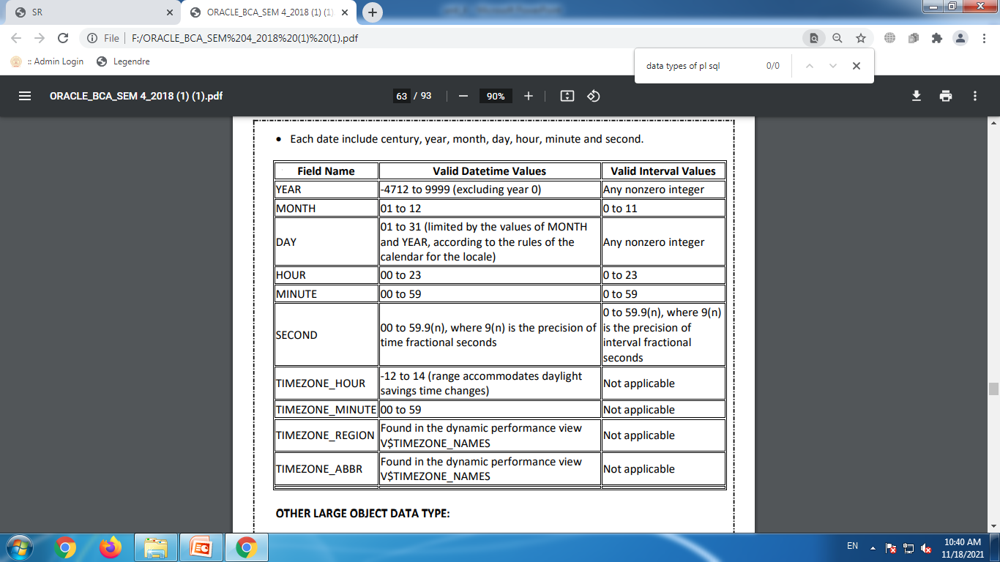 SR
ORACLE_BCA_SEM 4_2018 (1) (1)
File | F:/ORACLE_BCA_SEM%204_2018%20(1)%20(1).pdf
:: Admin Login
Legendre
data types of pl sql 0/0
ORACLE_BCA_SEM 4_2018 (1) (1).pdf
63 / 93
90%
• Each date include century, year, month, day, hour, minute and second.
Field Name Valid Datetime Values Valid Interval Values
YEAR -4712 to 9999 (excluding year 0) Any nonzero integer
MONTH 01 to 12 0 to 11
DAY
01 to 31 (limited by the values of MONTH
and YEAR, according to the rules of the
calendar for the locale)
Any nonzero integer
HOUR 00 to 23 0 to 23
MINUTE 00 to 59 0 to 59
SECOND
00 to 59.9(n), where 9(n) is the precision of
time fractional seconds
0 to 59.9(n), where 9(n)
is the precision of
interval fractional
seconds
TIMEZONE_HOUR
-12 to 14 (range accommodates daylight
savings time changes)
Not applicable
TIMEZONE_MINUTE 00 to 59 Not applicable
TIMEZONE_REGION
Found in the dynamic performance view
V$TIMEZONE_NAMES
Not applicable
TIMEZONE_ABBR
Found in the dynamic performance view
V$TIMEZONE_NAMES
Not applicable
OTHER LARGE OBJECT DATA TYPE:
EN
10:40 AM
11/18/2021